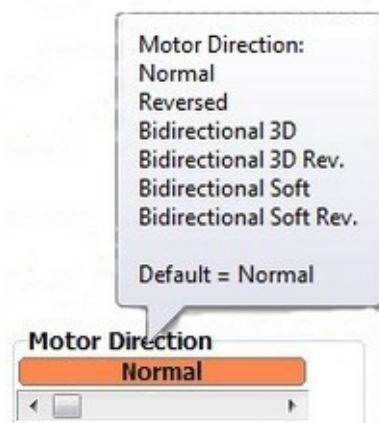 Motor Direction:
Normal
Reversed
Bidirectional 3D
Bidirectional 3D Rev.
Bidirectional Soft
Bidirectional Soft Rev.
Default = Normal
Motor Direction
Normal